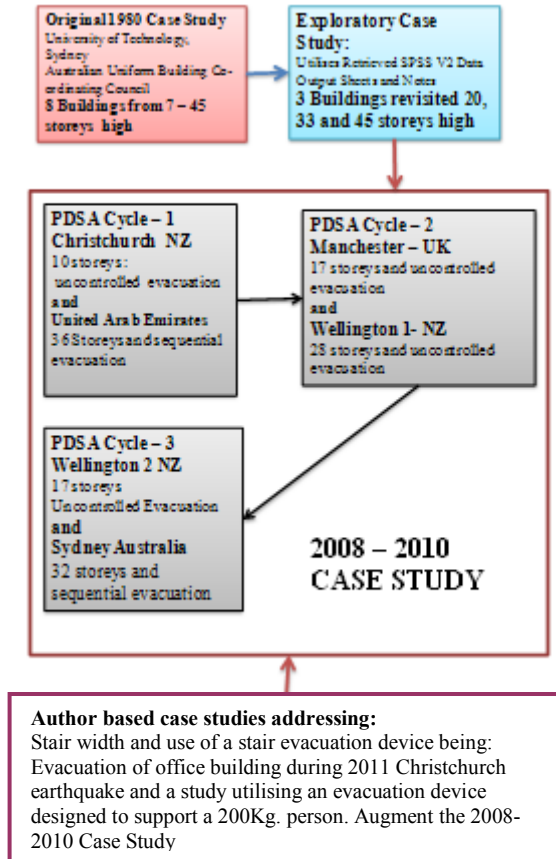 Original 1980 Case Study
University of Technology,
Sydney
Australian Uniform Building Co-
ordinating Council
8 Buildings from 7 – 45
storeys high
Exploratory Case
Study:
Utilises Retrieved SPSS V2 Data
Output Sheets and Notes
3 Buildings revisited 20,
33 and 45 storeys high
PDSA Cycle – 1
Christchurch NZ
10 storeys:
uncontrolled evacuation
and
United Arab Emirates
36 Storeys and sequential
evacuation
PDSA Cycle – 2
Manchester – UK
17 storeys and uncontrolled
evacuation
and
Wellington 1- NZ
28 storeys and uncontrolled
evacuation
PDSA Cycle – 3
Wellington 2 NZ
17 storeys
Uncontrolled Evacuation
and
Sydney Australia
32 storeys and
sequential evacuation
2008 – 2010
CASE STUDY
Author based case studies addressing:
Stair width and use of a stair evacuation device being:
Evacuation of office building during 2011 Christchurch
earthquake and a study utilising an evacuation device
designed to support a 200Kg. person. Augment the 2008-
2010 Case Study